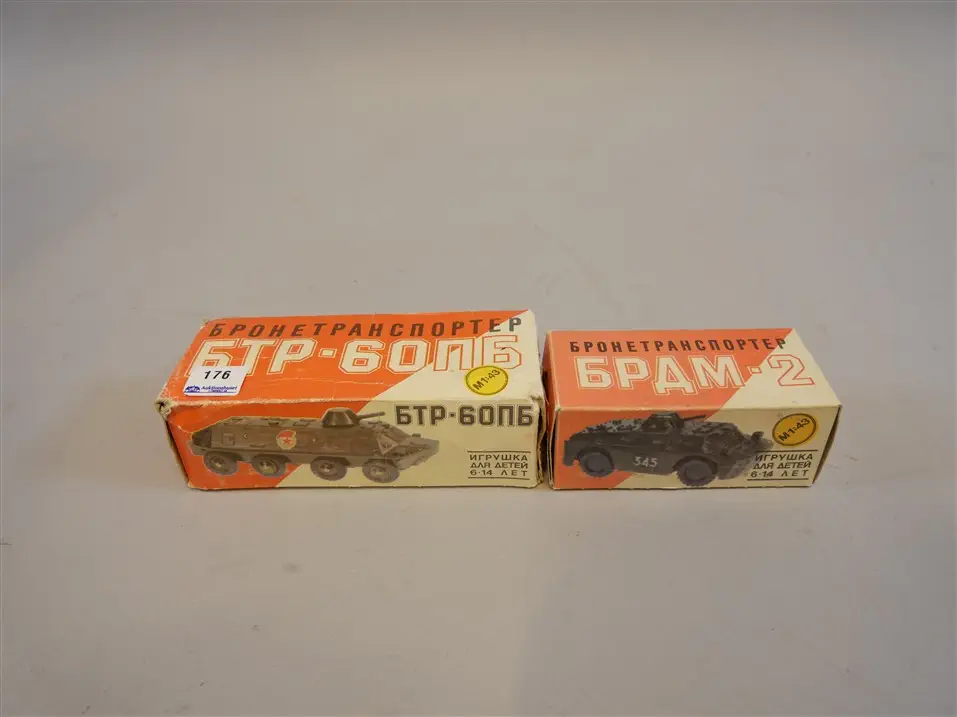 БРОНЕТРАНСПОРТЕР
БТР-60ПБ
176
Auktionshuset
М1:43
БТР-60ПБ
ИГРУШКА
ДЛЯ ДЕТЕЙ
6-14 ЛЕТ
БРОНЕТРАНСПОРТЕР
БРДМ-2
М1:43
345
ИГРУШКА
ДЛЯ ДЕТЕЙ
6-14 ЛЕТ